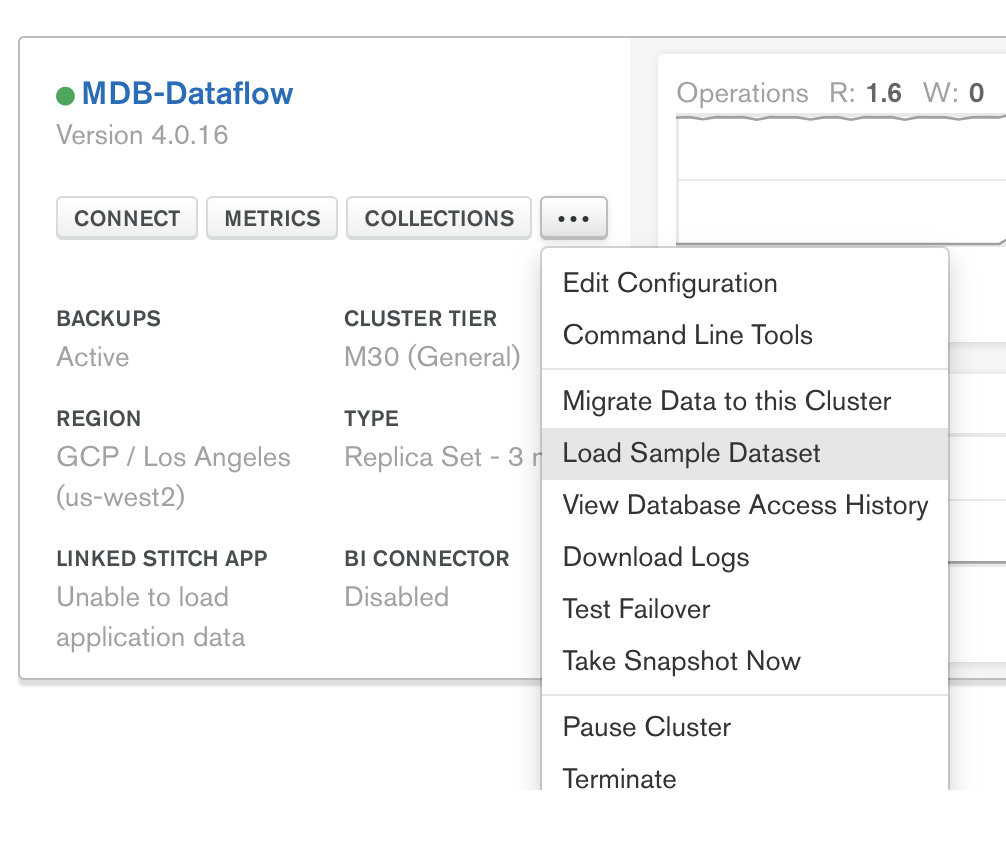 MDB-Dataflow
Version 4.0.16
Operations R: 1.6 W: 0
CONNECT METRICS COLLECTIONS ...
BACKUPS
Active
CLUSTER TIER
M30 (General)
REGION
GCP / Los Angeles
(us-west2)
TYPE
Replica Set - 3
LINKED STITCH APP
Unable to load
application data
BI CONNECTOR
Disabled
Edit Configuration
Command Line Tools
Migrate Data to this Cluster
Load Sample Dataset
View Database Access History
Download Logs
Test Failover
Take Snapshot Now
Pause Cluster
Terminate